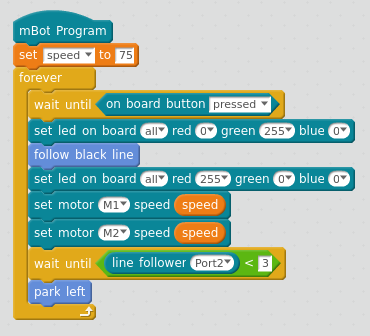 mBot Program
set speed to 75
forever
wait until on board button pressed
set led on board all red 0 green 255 blue 0
follow black line
set led on board all red 255 green 0 blue 0
set motor M1 speed speed
set motor M2 speed speed
wait until line follower Port2 < 3
park left